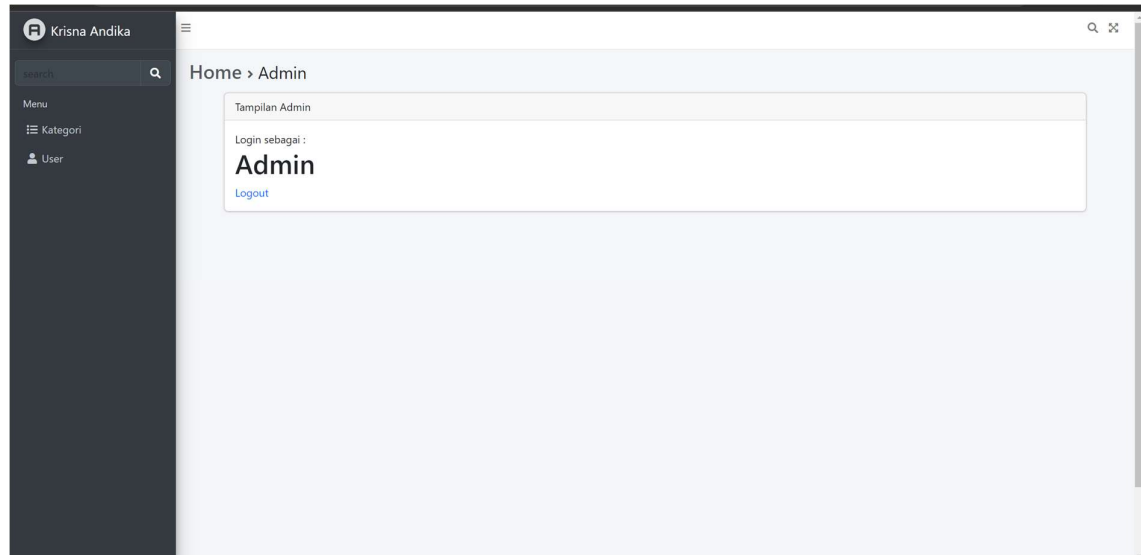 Krisna Andika
search
Menu
Kategori
User
Home › Admin
Tampilan Admin
Login sebagai :
Admin
Logout